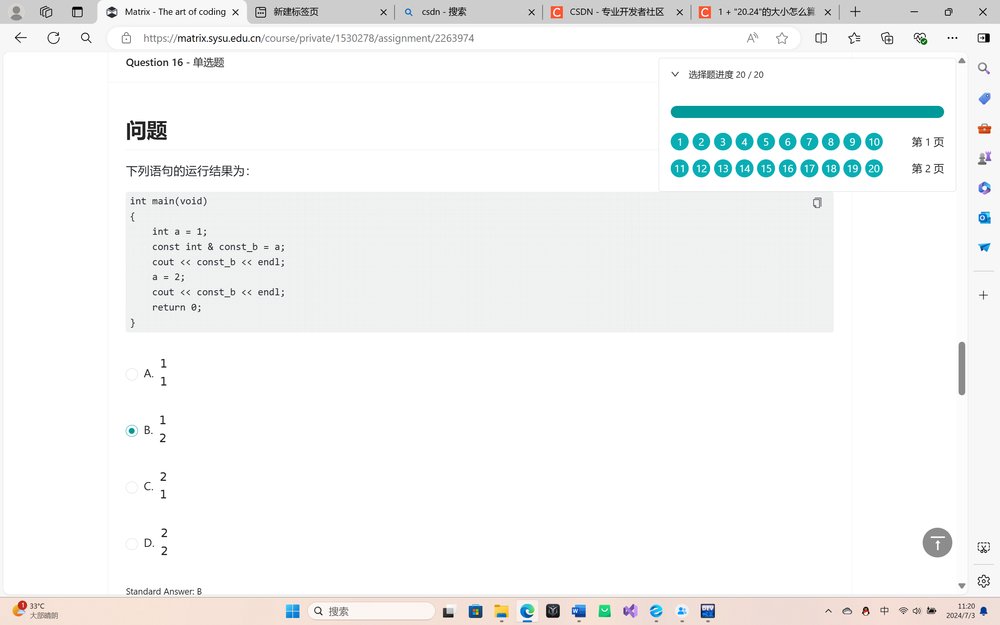 Matrix - The art of coding
新建标签页
csdn - 搜索
CSDN - 专业开发者社区
1 + "20.24"的大小怎么算
https://matrix.sysu.edu.cn/course/private/1530278/assignment/2263974
Question 16 - 单选题
选择题进度 20 / 20
1 2 3 4 5 6 7 8 9 10 第 1 页
11 12 13 14 15 16 17 18 19 20 第 2 页
问题
下列语句的运行结果为：
int main(void)
{
    int a = 1;
    const int & const_b = a;
    cout << const_b << endl;
    a = 2;
    cout << const_b << endl;
    return 0;
}
A. 1
1
B. 1
2
C. 2
1
D. 2
2
Standard Answer: B
1
33°C
大部晴朗
搜索
DEV
C++
中
11:20
2024/7/3